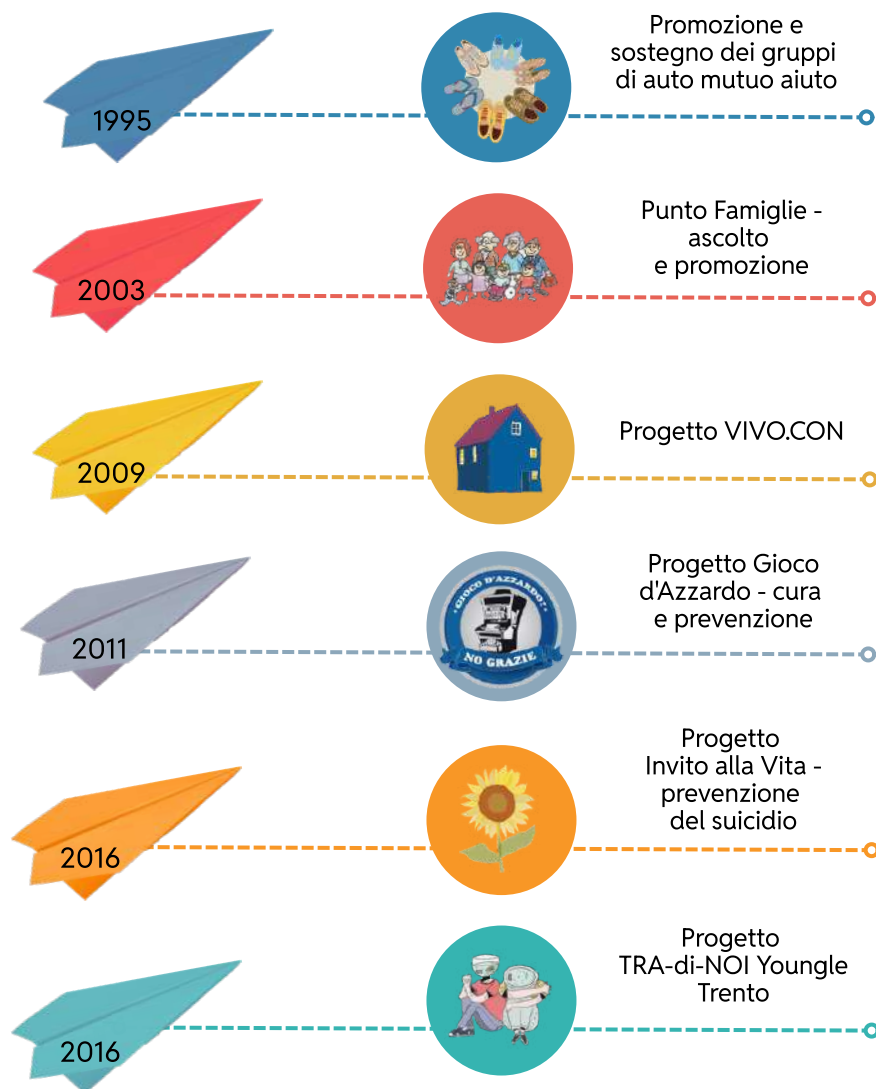 1995
Promozione e
sostegno dei gruppi
di auto mutuo aiuto
2003
Punto Famiglie -
ascolto
e promozione
2009
Progetto VIVO.CON
2011
GIOCO D'AZZARDO?
NO GRAZIE
Progetto Gioco
d'Azzardo - cura
e prevenzione
2016
Progetto
Invito alla Vita -
prevenzione
del suicidio
2016
Progetto
TRA-di-NOI Youngle
Trento